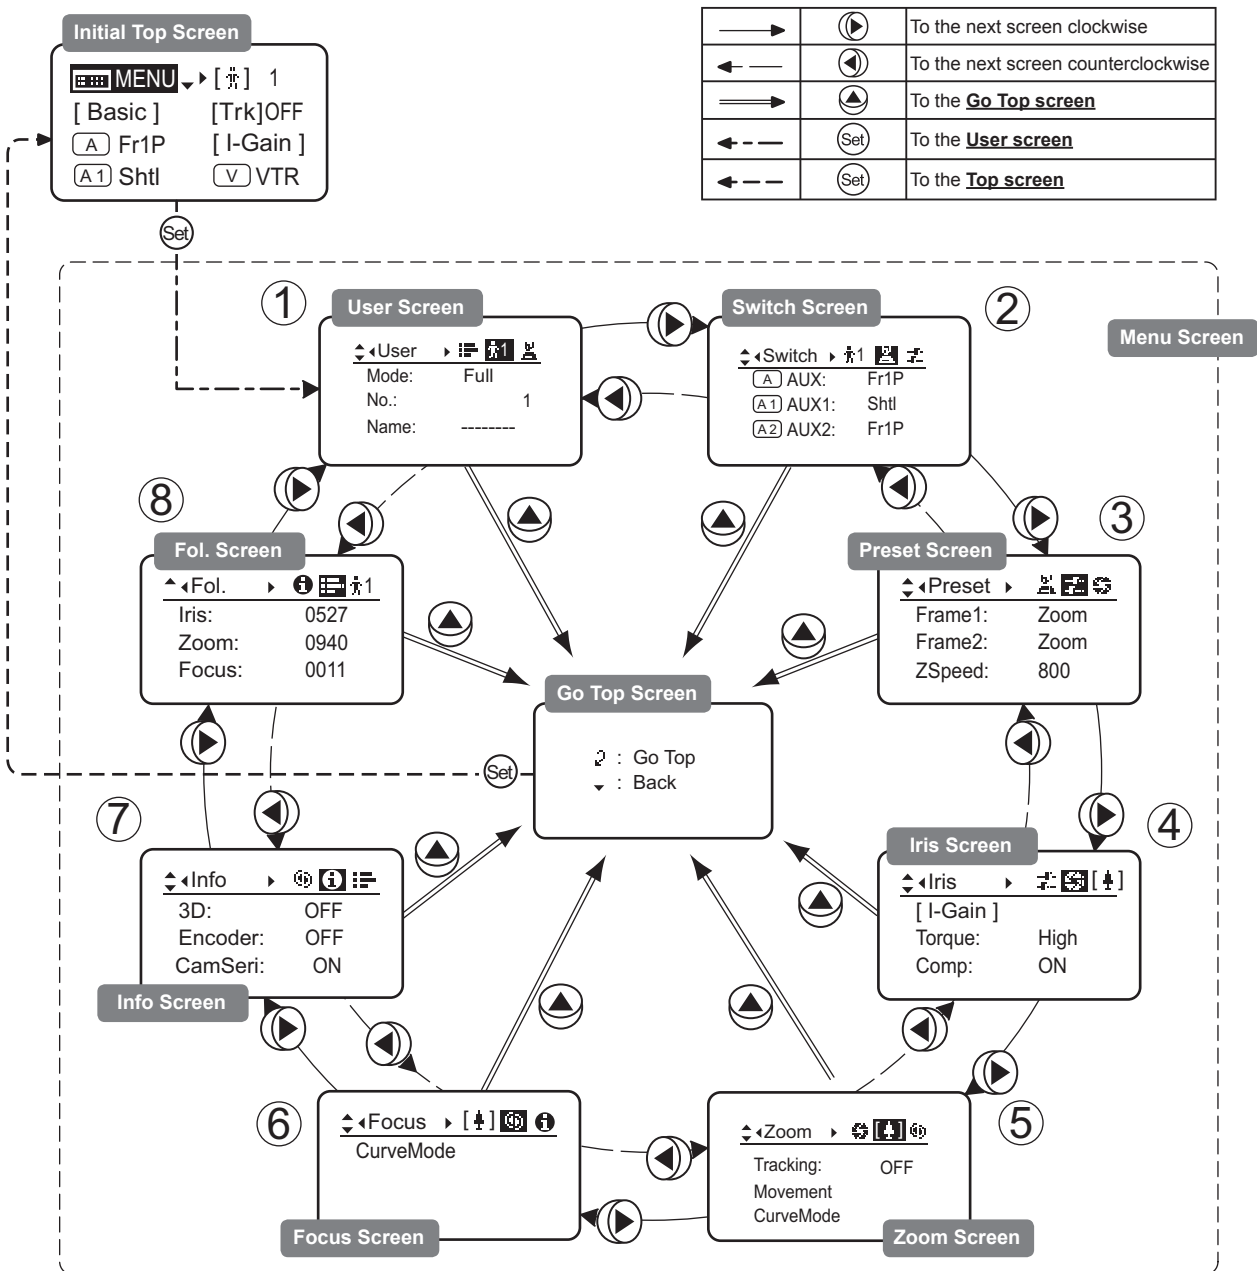 Initial Top Screen
MENU [ ] 1
[ Basic ] [Trk]OFF
A Fr1P [ I-Gain ]
A 1 Shtl V VTR
Set
To the next screen clockwise
To the next screen counterclockwise
To the Go Top screen
Set To the User screen
Set To the Top screen
Menu Screen
1
User Screen
User 1
Mode: Full
No.: 1
Name: --------
2
Switch Screen
Switch 1
A AUX: Fr1P
A 1 AUX1: Shtl
A 2 AUX2: Fr1P
8
Fol. Screen
Fol. 1
Iris: 0527
Zoom: 0940
Focus: 0011
3
Preset Screen
Preset
Frame1: Zoom
Frame2: Zoom
ZSpeed: 800
Go Top Screen
: Go Top
: Back
Set
7
Info
3D: OFF
Encoder: OFF
CamSeri: ON
Info Screen
4
Iris Screen
Iris [ ]
[ I-Gain ]
Torque: High
Comp: ON
6
Focus [ ]
CurveMode
Focus Screen
5
Zoom [ ]
Tracking: OFF
Movement
CurveMode
Zoom Screen